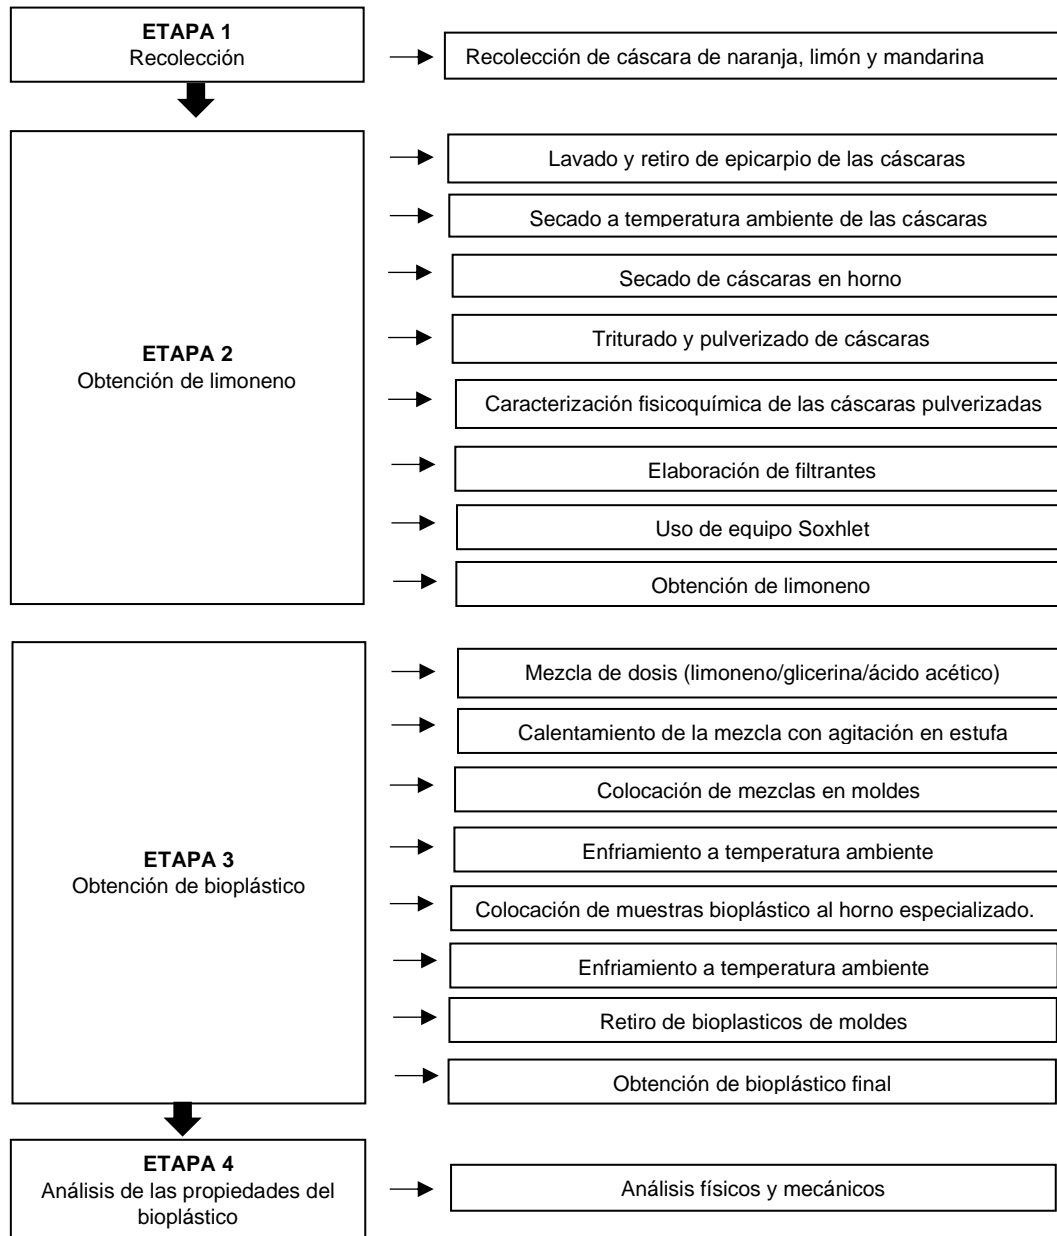 ETAPA 1
Recolección
Recolección de cáscara de naranja, limón y mandarina
Lavado y retiro de epicarpio de las cáscaras
Secado a temperatura ambiente de las cáscaras
Secado de cáscaras en horno
Triturado y pulverizado de cáscaras
ETAPA 2
Obtención de limoneno
Caracterización fisicoquímica de las cáscaras pulverizadas
Elaboración de filtrantes
Uso de equipo Soxhlet
Obtención de limoneno
Mezcla de dosis (limoneno/glicerina/ácido acético)
Calentamiento de la mezcla con agitación en estufa
Colocación de mezclas en moldes
Enfriamiento a temperatura ambiente
ETAPA 3
Obtención de bioplástico
Colocación de muestras bioplástico al horno especializado.
Enfriamiento a temperatura ambiente
Retiro de bioplasticos de moldes
Obtención de bioplástico final
ETAPA 4
Análisis de las propiedades del
bioplástico
Análisis físicos y mecánicos